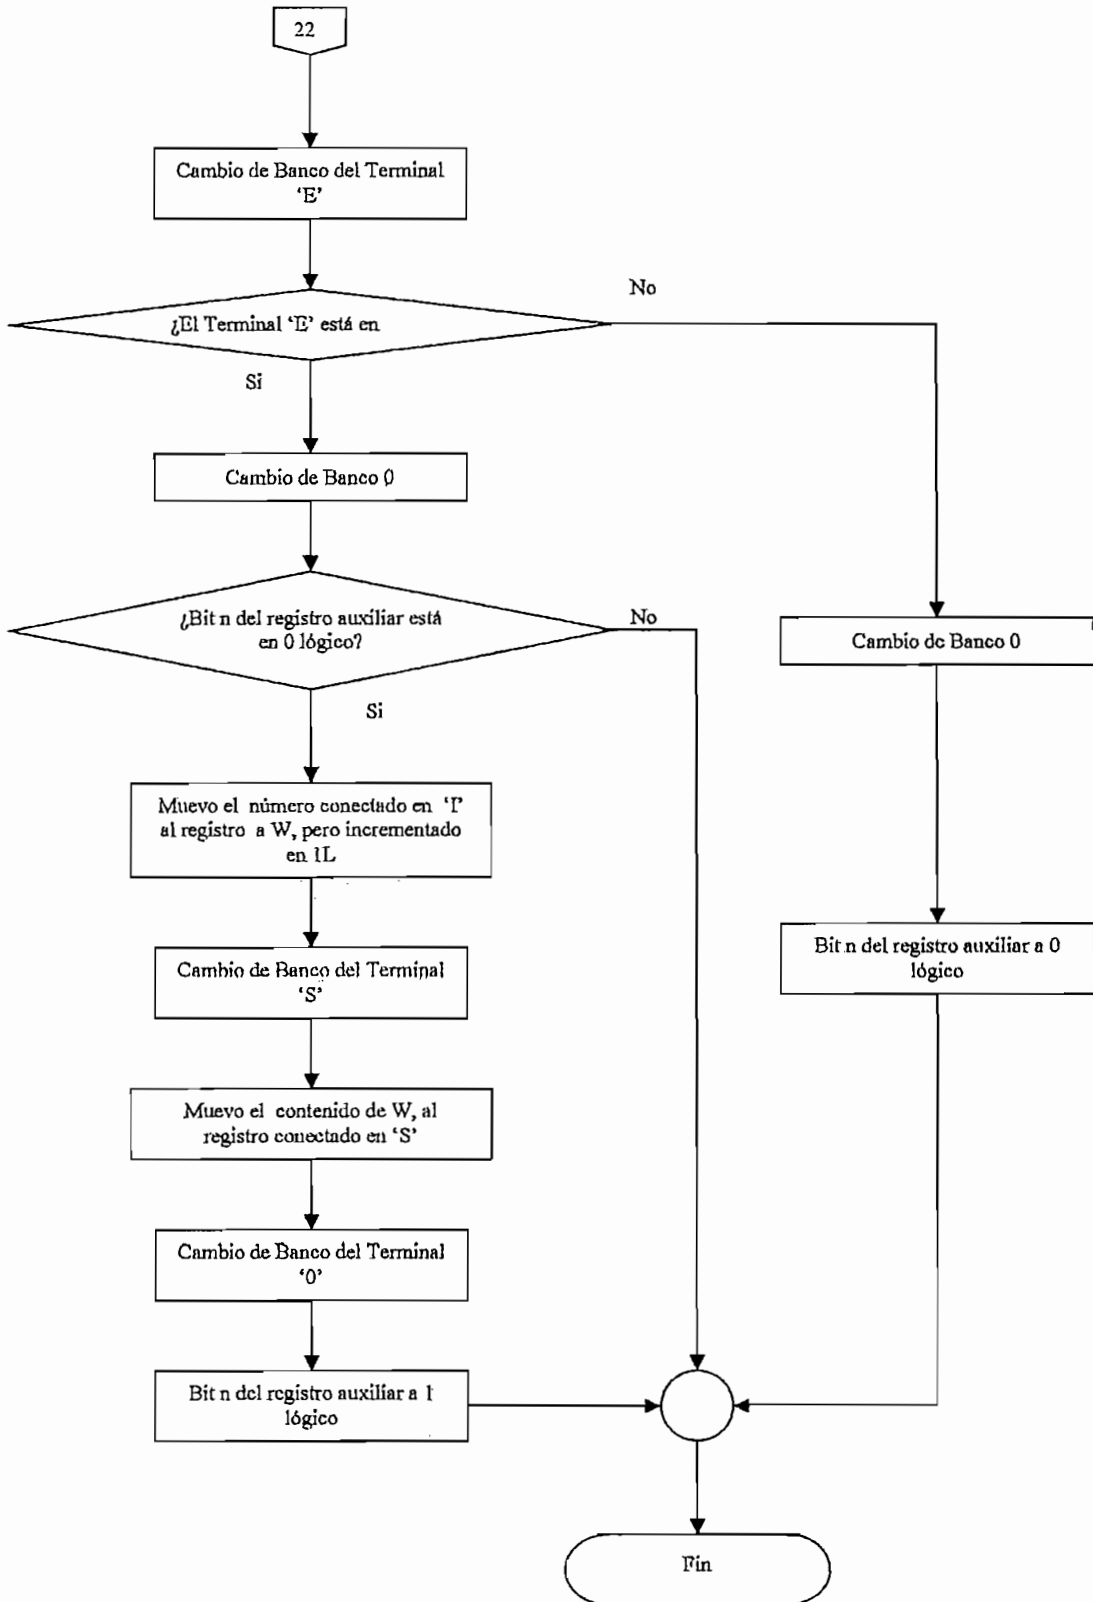 22
Cambio de Banco del Terminal
‘E’
No
¿El Terminal ‘E’ está en
Si
Cambio de Banco 0
¿Bit n del registro auxiliar está
en 0 lógico?
No
Si
Cambio de Banco 0
Muevo el número conectado en ‘I’
al registro a W, pero incrementado
en 1L
Bit n del registro auxiliar a 0
lógico
Cambio de Banco del Terminal
‘S’
Muevo el contenido de W, al
registro conectado en ‘S’
Cambio de Banco del Terminal
‘0’
Bit n del registro auxiliar a 1
lógico
Fin